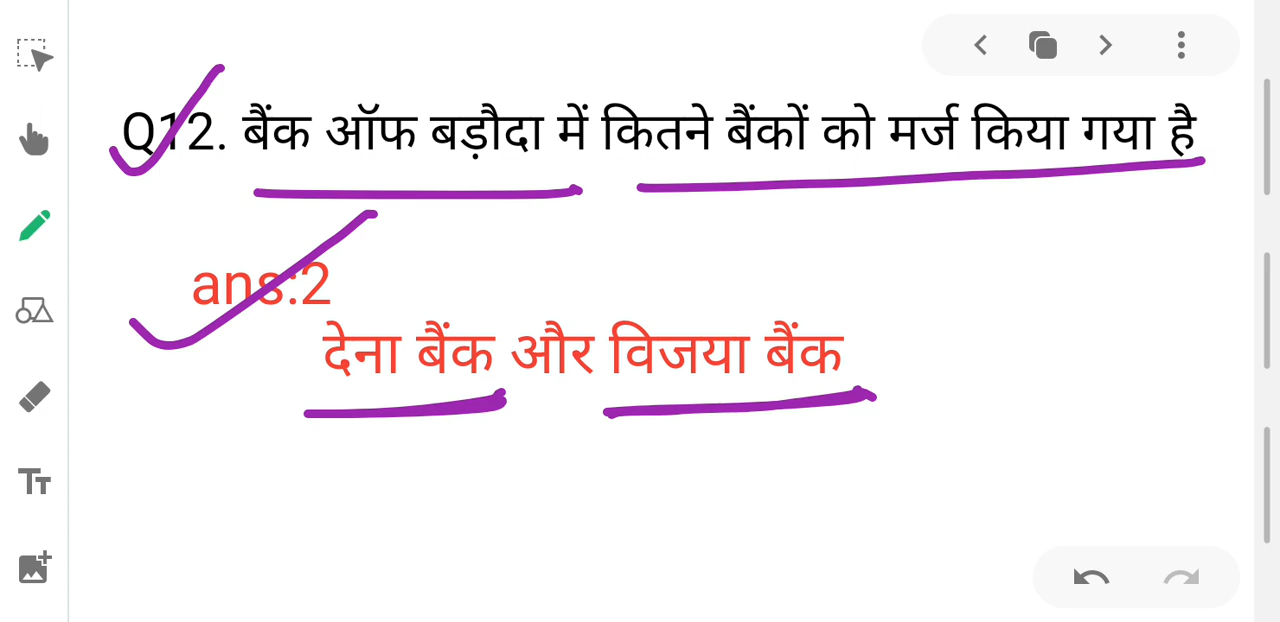 Q12. बैंक ऑफ बड़ौदा में कितने बैंकों को मर्ज किया गया है
ans:2
देना बैंक और विजया बैंक